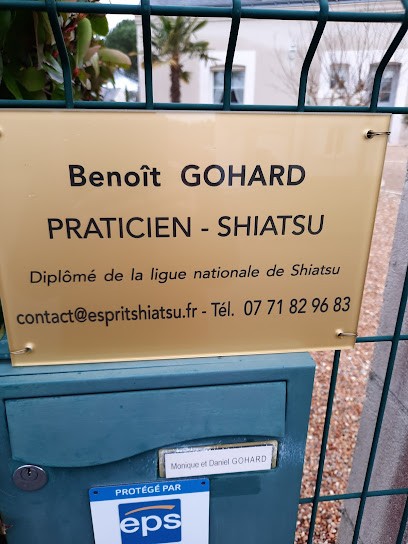 Benoît GOHARD
PRATICIEN - SHIATSU
Diplômé de la ligue nationale de Shiatsu
contact@espritshiatsu.fr - Tél. 07 71 82 96 83
Monique et Daniel GOHARD
PROTÉGÉ PAR
eps